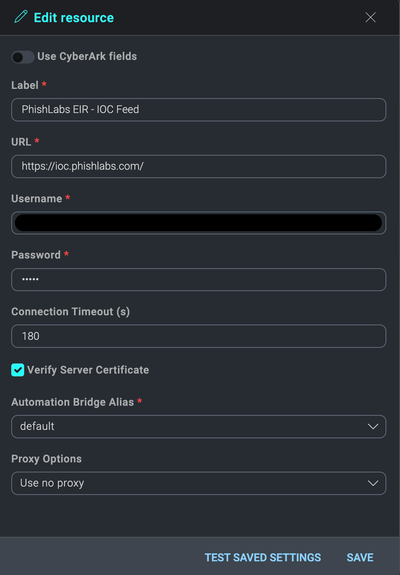 Edit resource
Use CyberArk fields
Label *
PhishLabs EIR - IOC Feed
URL *
https://ioc.phishlabs.com/
Username *
Password *
•••••
Connection Timeout (s)
180
Verify Server Certificate
Automation Bridge Alias *
default
Proxy Options
Use no proxy
TEST SAVED SETTINGS SAVE